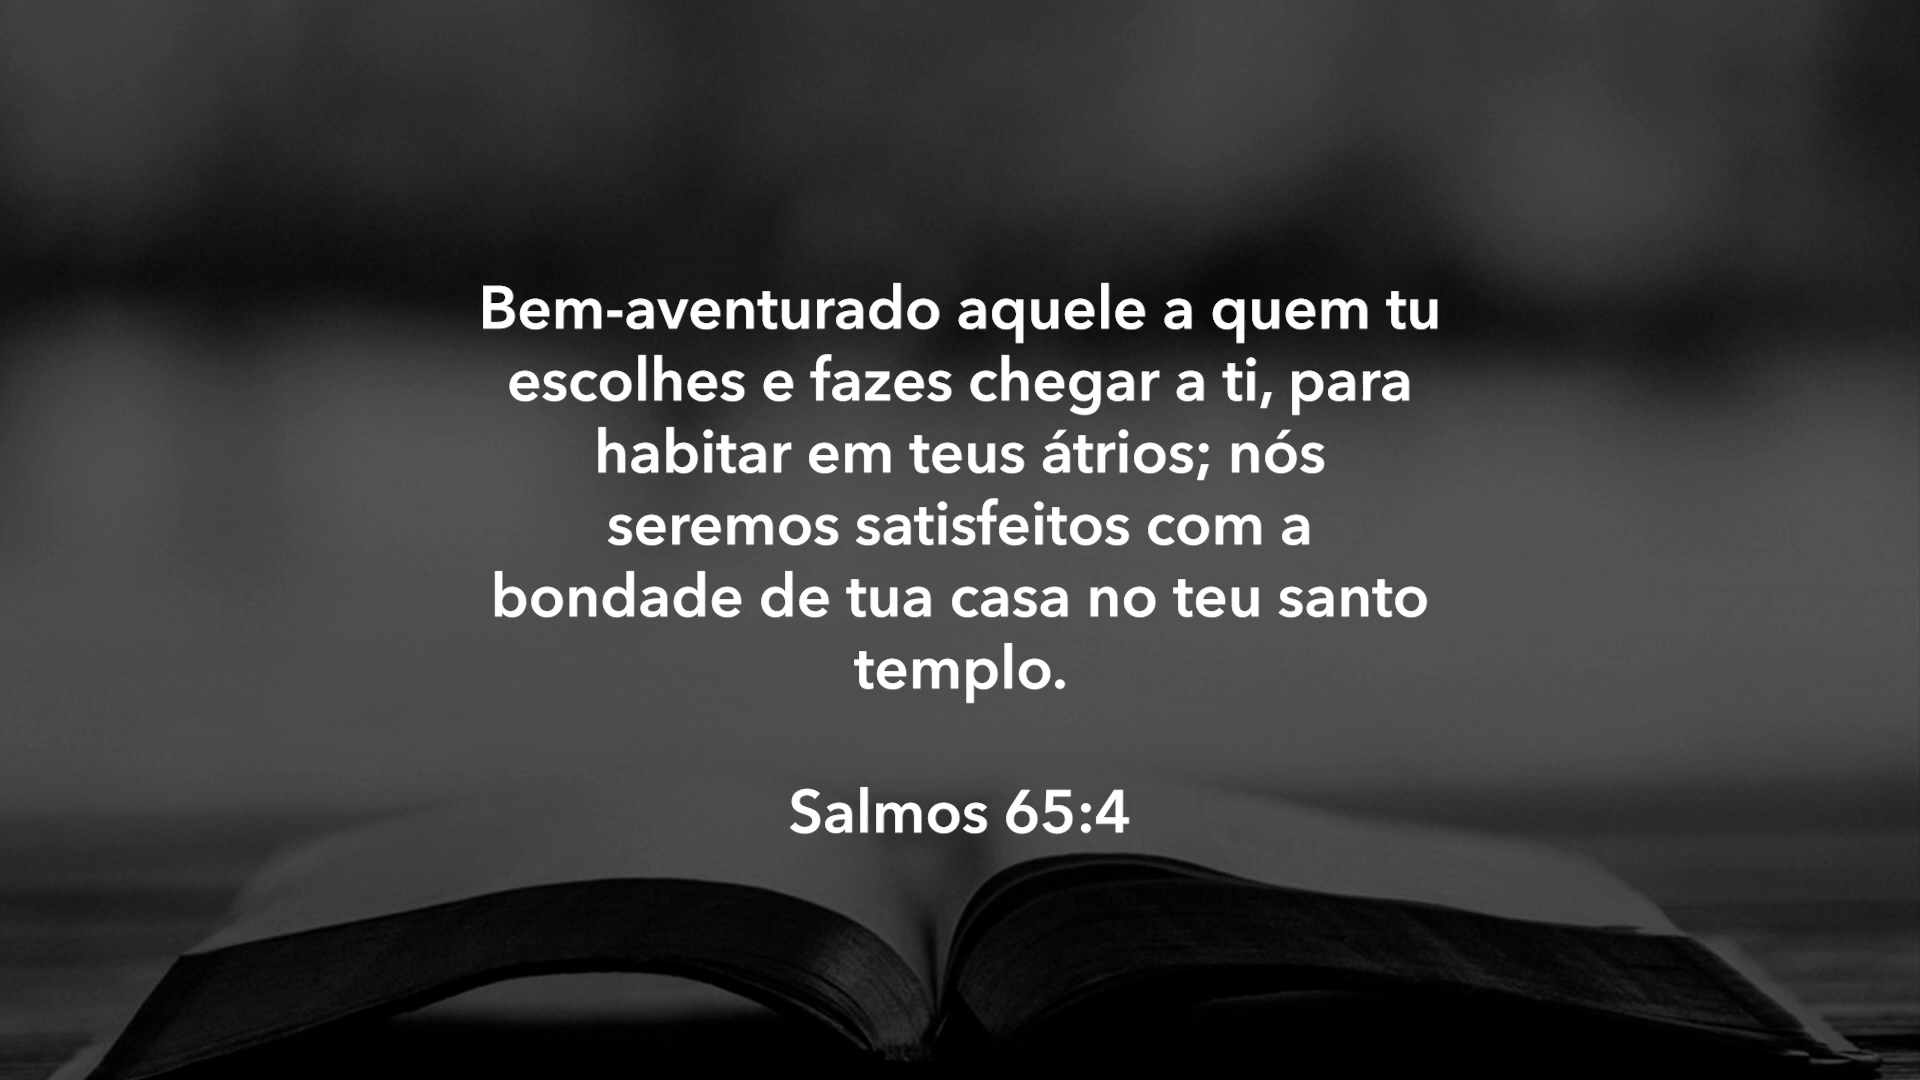 Bem-aventurado aquele a quem tu
escolhes e fazes chegar a ti, para
habitar em teus átrios; nós
seremos satisfeitos com a
bondade de tua casa no teu santo
templo.
Salmos 65:4